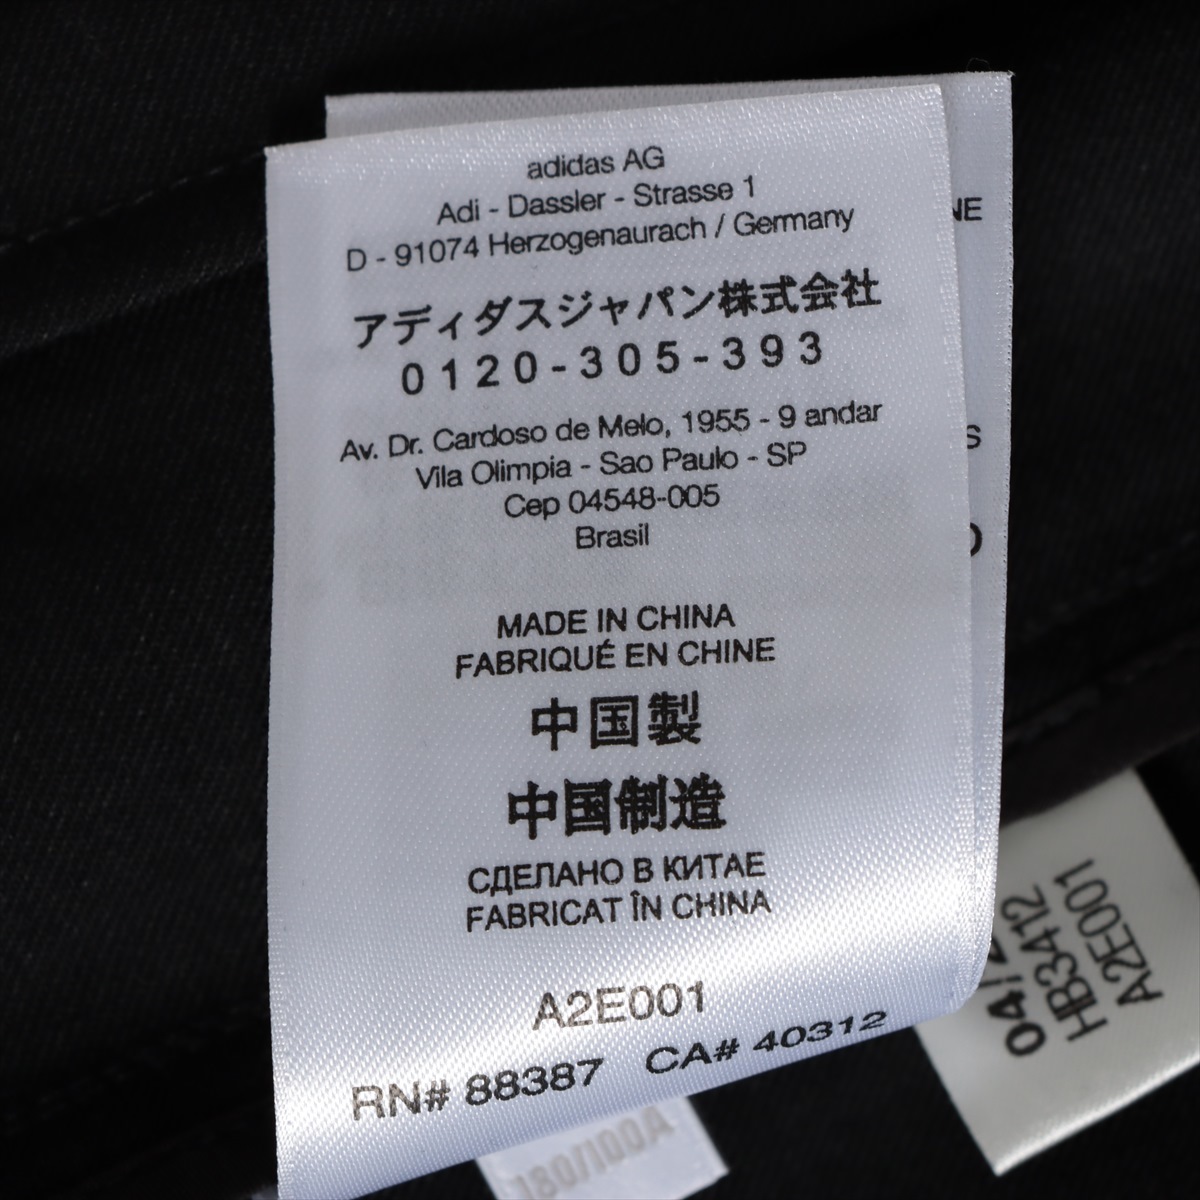 adidas AG
Adi - Dassler - Strasse 1
D - 91074 Herzogenaurach / Germany
アディダスジャパン株式会社
0120-305-393
Av. Dr. Cardoso de Melo, 1955 - 9 andar
Vila Olimpia - Sao Paulo - SP
Cep 04548-005
Brasil
MADE IN CHINA
FABRIQUÉ EN CHINE
中国製
中国制造
СДЕЛАНО В КИТАЕ
FABRICAT ÎN CHINA
A2E001
RN# 88387 CA# 40312
HB3412
A2E001
180/100A